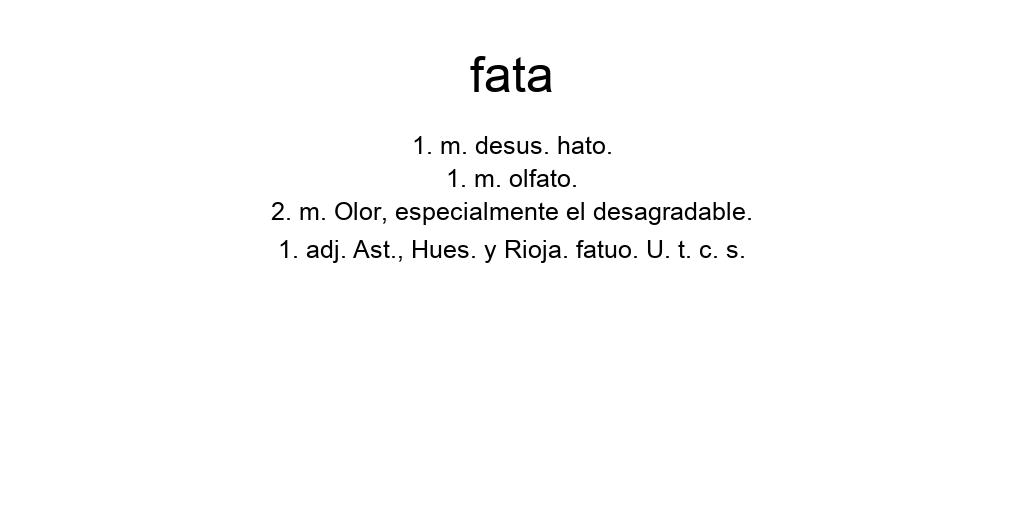 fata
1. m. desus. hato.
1. m. olfato.
2. m. Olor, especialmente el desagradable.
1. adj. Ast., Hues. y Rioja. fatuo. U. t. c. s.